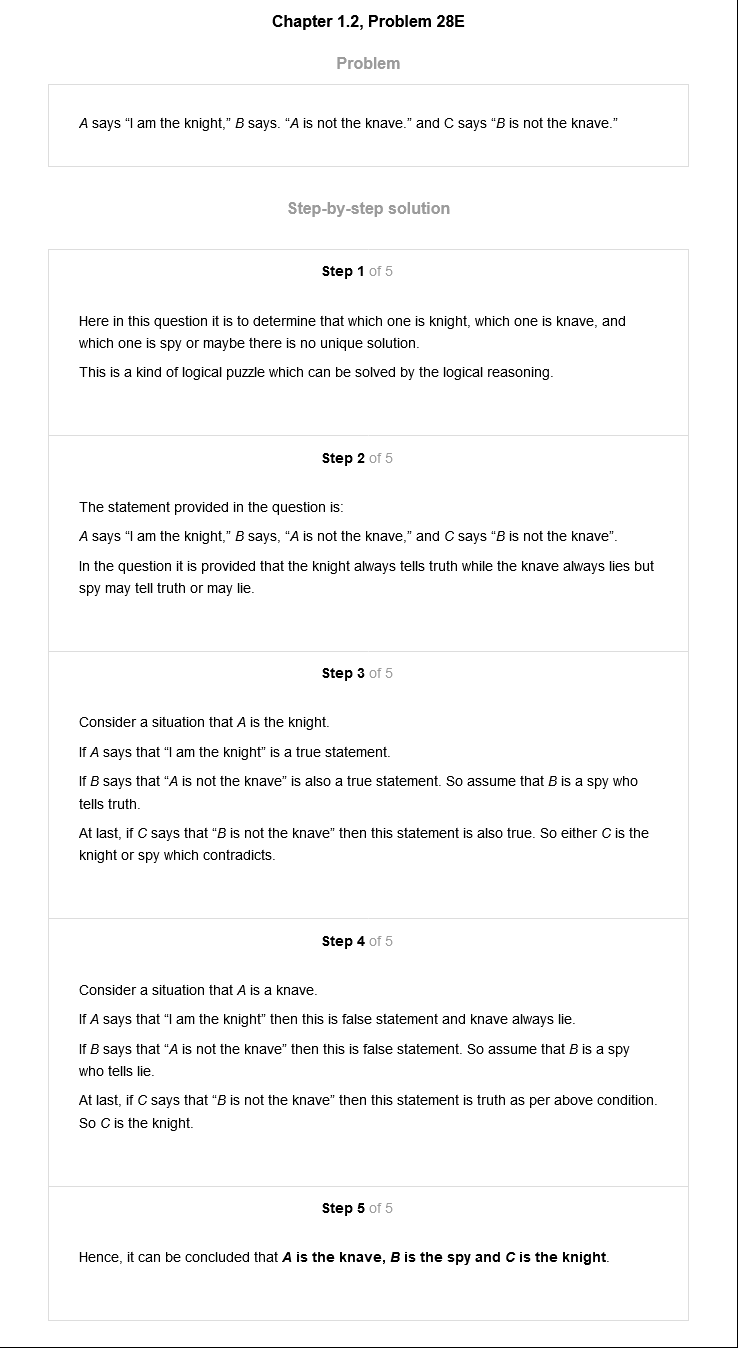 Chapter 1.2, Problem 28E
Problem
A says “I am the knight,” B says. “A is not the knave.” and C says “B is not the knave.”
Step-by-step solution
Step 1 of 5
Here in this question it is to determine that which one is knight, which one is knave, and
which one is spy or maybe there is no unique solution.
This is a kind of logical puzzle which can be solved by the logical reasoning.
Step 2 of 5
The statement provided in the question is:
A says “I am the knight,” B says, “A is not the knave,” and C says “B is not the knave”.
In the question it is provided that the knight always tells truth while the knave always lies but
spy may tell truth or may lie.
Step 3 of 5
Consider a situation that A is the knight.
If A says that “I am the knight” is a true statement.
If B says that “A is not the knave” is also a true statement. So assume that B is a spy who
tells truth.
At last, if C says that “B is not the knave” then this statement is also true. So either C is the
knight or spy which contradicts.
Step 4 of 5
Consider a situation that A is a knave.
If A says that “I am the knight” then this is false statement and knave always lie.
If B says that “A is not the knave” then this is false statement. So assume that B is a spy
who tells lie.
At last, if C says that “B is not the knave” then this statement is truth as per above condition.
So C is the knight.
Step 5 of 5
Hence, it can be concluded that A is the knave, B is the spy and C is the knight.